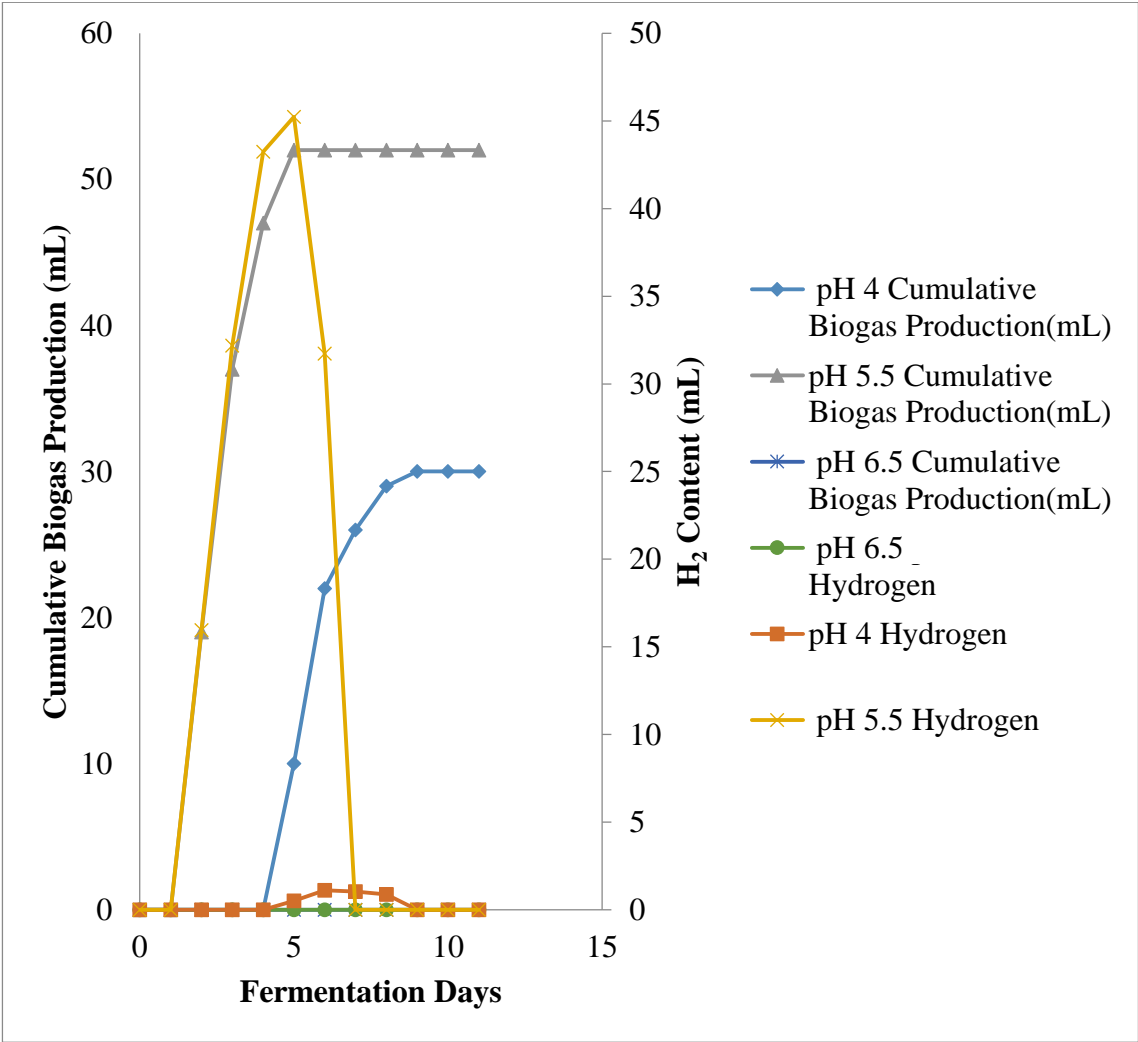 60
50
40
30
20
10
0
Cumulative Biogas Production (mL)
0
5
10
15
Fermentation Days
50
45
40
35
30
25
20
15
10
5
0
H₂ Content (mL)
pH 4 Cumulative
Biogas Production(mL)
pH 5.5 Cumulative
Biogas Production(mL)
pH 6.5 Cumulative
Biogas Production(mL)
pH 6.5
Hydrogen
pH 4 Hydrogen
pH 5.5 Hydrogen